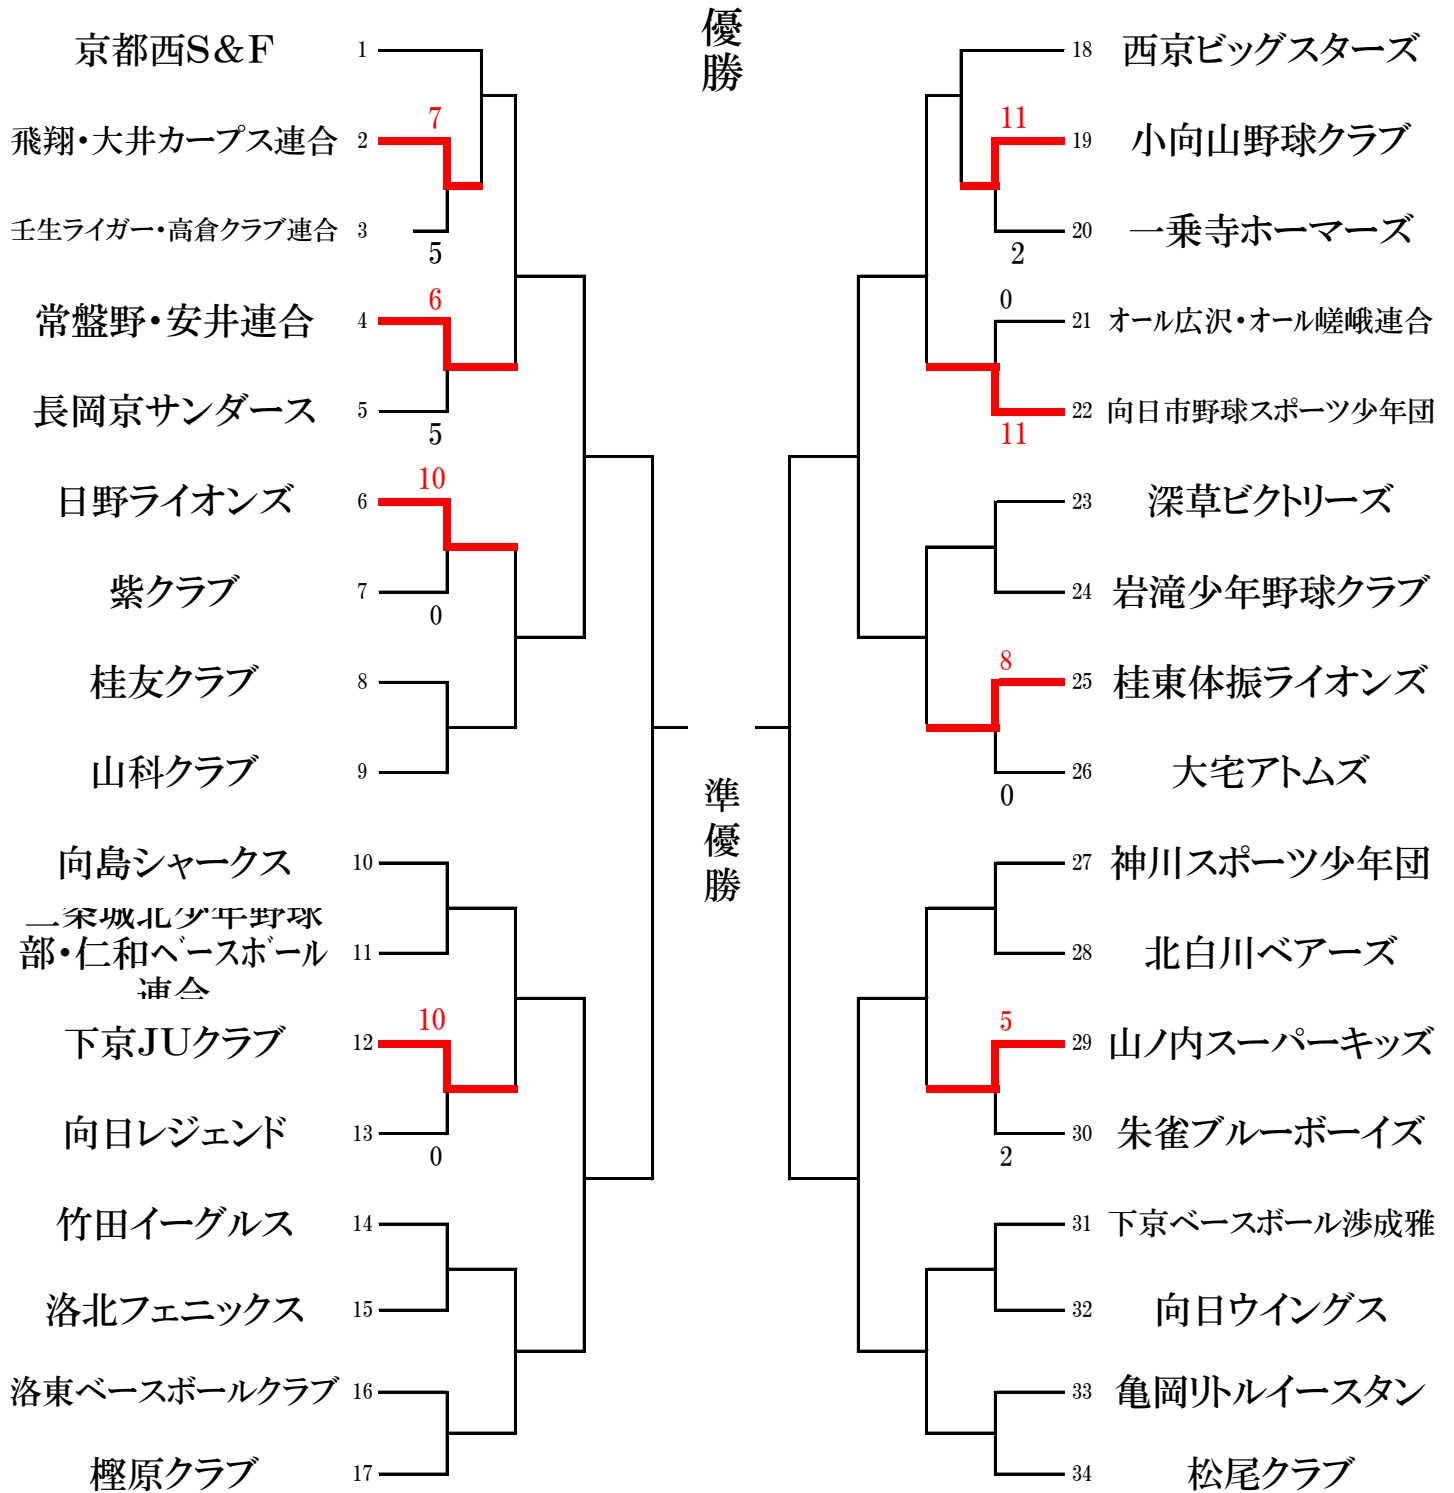 優勝
京都西S&F 1
7
飛翔・大井カープス連合 2
壬生ライガー・高倉クラブ連合 3
5
6
常盤野・安井連合 4
長岡京サンダース 5
5
10
日野ライオンズ 6
紫クラブ 7
0
桂友クラブ 8
山科クラブ 9
向島シャークス 10
二条城北少年野球
部・仁和ベースボール 11
連合
10
下京JUクラブ 12
向日レジェンド 13
0
竹田イーグルス 14
洛北フェニックス 15
洛東ベースボールクラブ 16
樫原クラブ 17
準優勝
18 西京ビッグスターズ
11
19 小向山野球クラブ
20 一乗寺ホーマーズ
2
0
21 オール広沢・オール嵯峨連合
22 向日市野球スポーツ少年団
11
23 深草ビクトリーズ
24 岩滝少年野球クラブ
8
25 桂東体振ライオンズ
26 大宅アトムズ
0
27 神川スポーツ少年団
28 北白川ベアーズ
5
29 山ノ内スーパーキッズ
30 朱雀ブルーボーイズ
2
31 下京ベースボール渉成雅
32 向日ウイングス
33 亀岡リトルイースタン
34 松尾クラブ